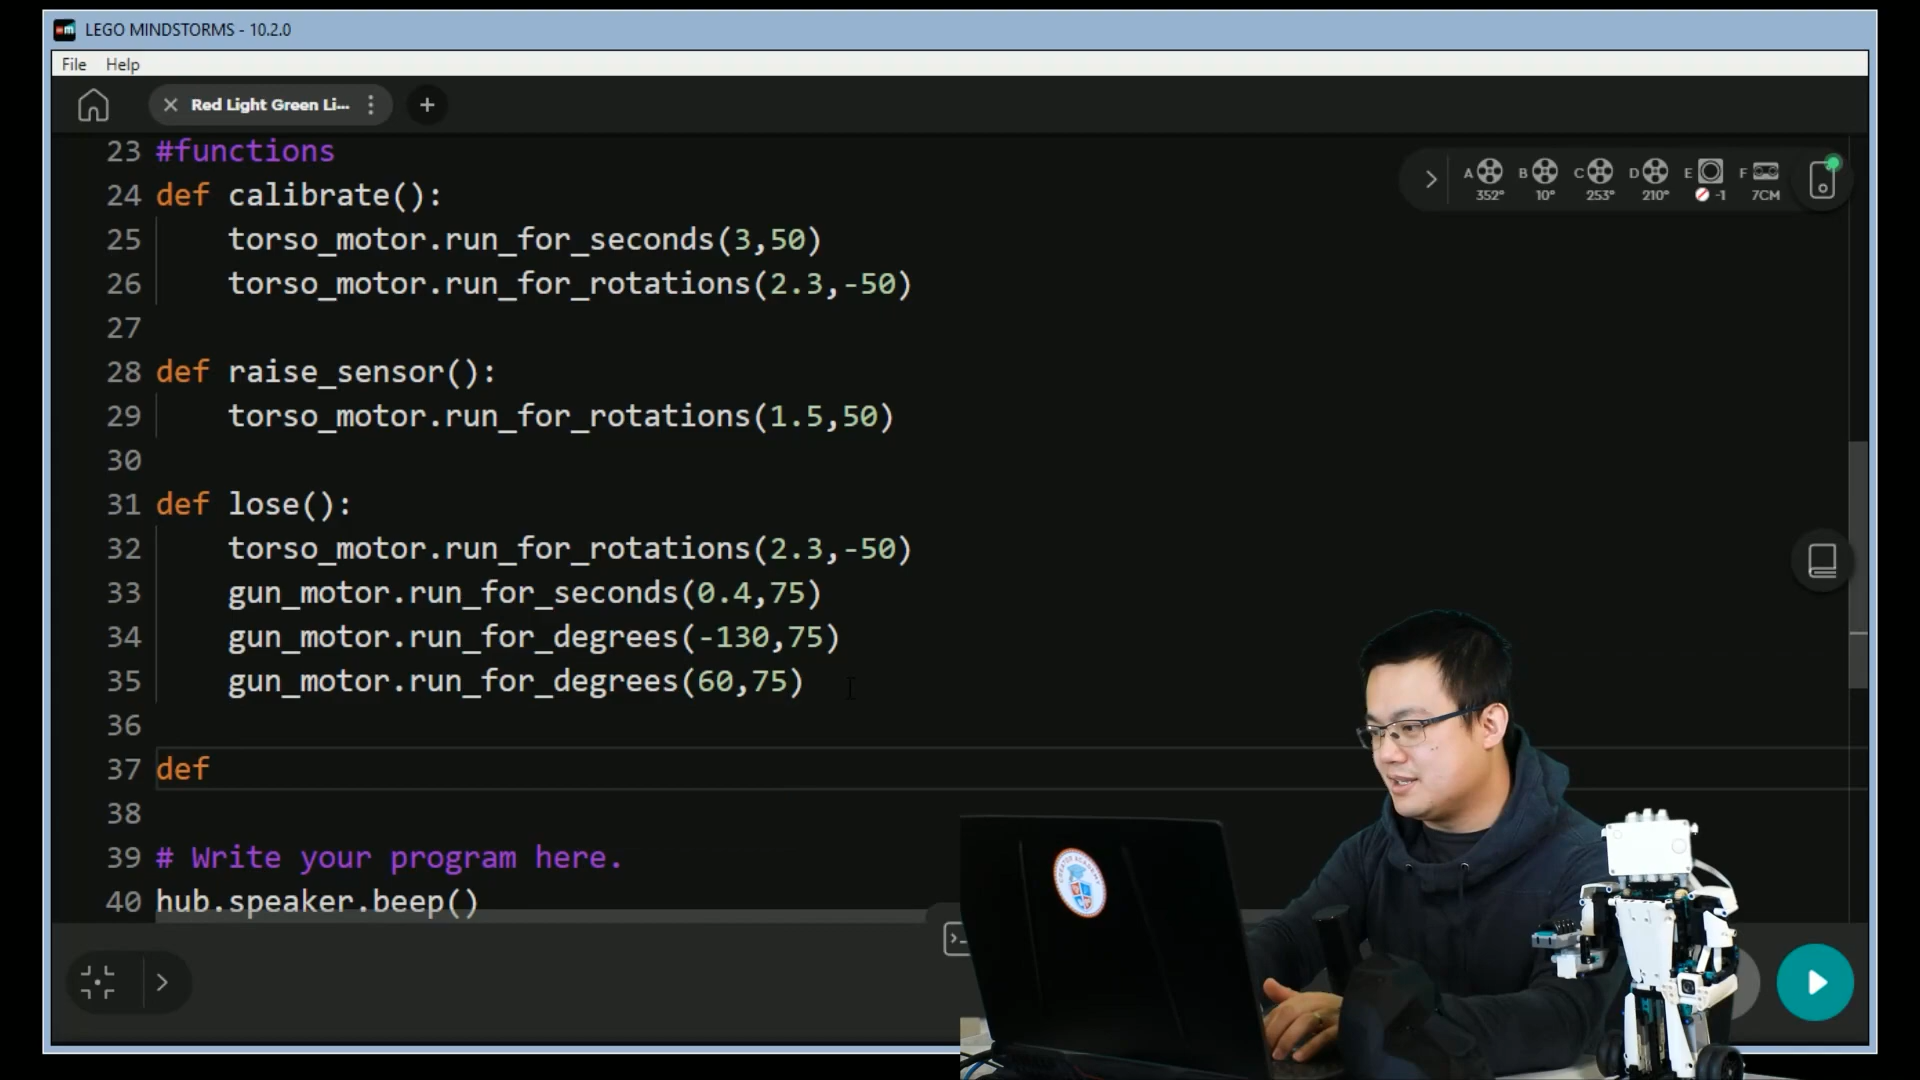 LEGO MINDSTORMS - 10.2.0
File Help
Red Light Green Li...
A B C D E F
352° 10° 253° 210° -1 7CM
23 #functions
24 def calibrate():
25 torso_motor.run_for_seconds(3,50)
26 torso_motor.run_for_rotations(2.3,-50)
27
28 def raise_sensor():
29 torso_motor.run_for_rotations(1.5,50)
30
31 def lose():
32 torso_motor.run_for_rotations(2.3,-50)
33 gun_motor.run_for_seconds(0.4,75)
34 gun_motor.run_for_degrees(-130,75)
35 gun_motor.run_for_degrees(60,75)
36
37 def
38
39 # Write your program here.
40 hub.speaker.beep()